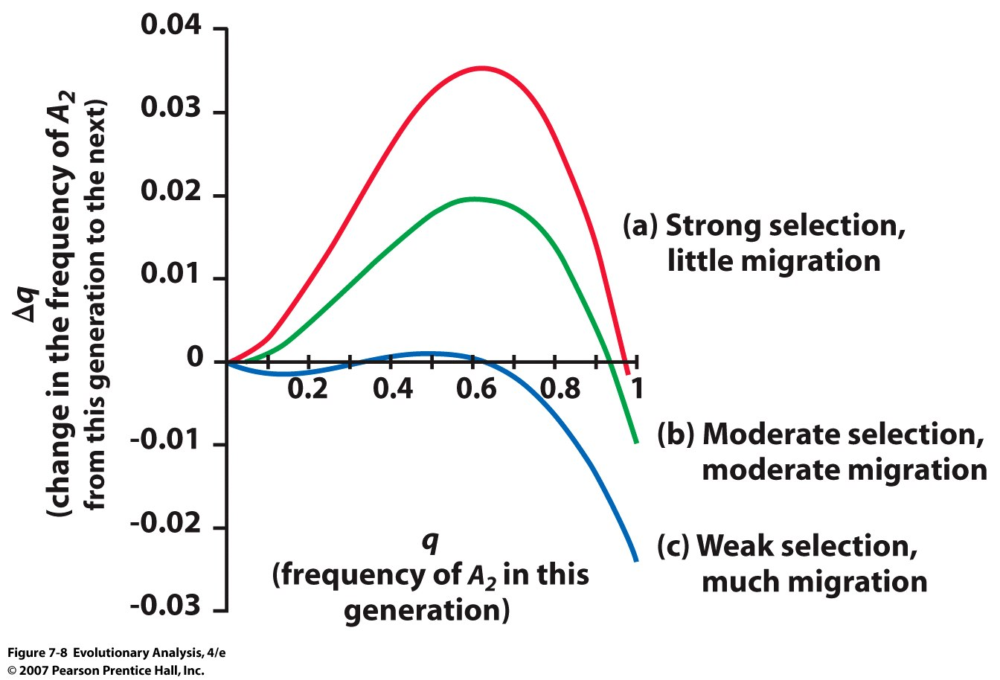 0.04
0.03
0.02
0.01
0
-0.01
-0.02
-0.03
Δq
(change in the frequency of A₂
from this generation to the next)
0.2 0.4 0.6 0.8 1
q
(frequency of A₂ in this
generation)
(a) Strong selection,
little migration
(b) Moderate selection,
moderate migration
(c) Weak selection,
much migration
Figure 7-8 Evolutionary Analysis, 4/e
© 2007 Pearson Prentice Hall, Inc.